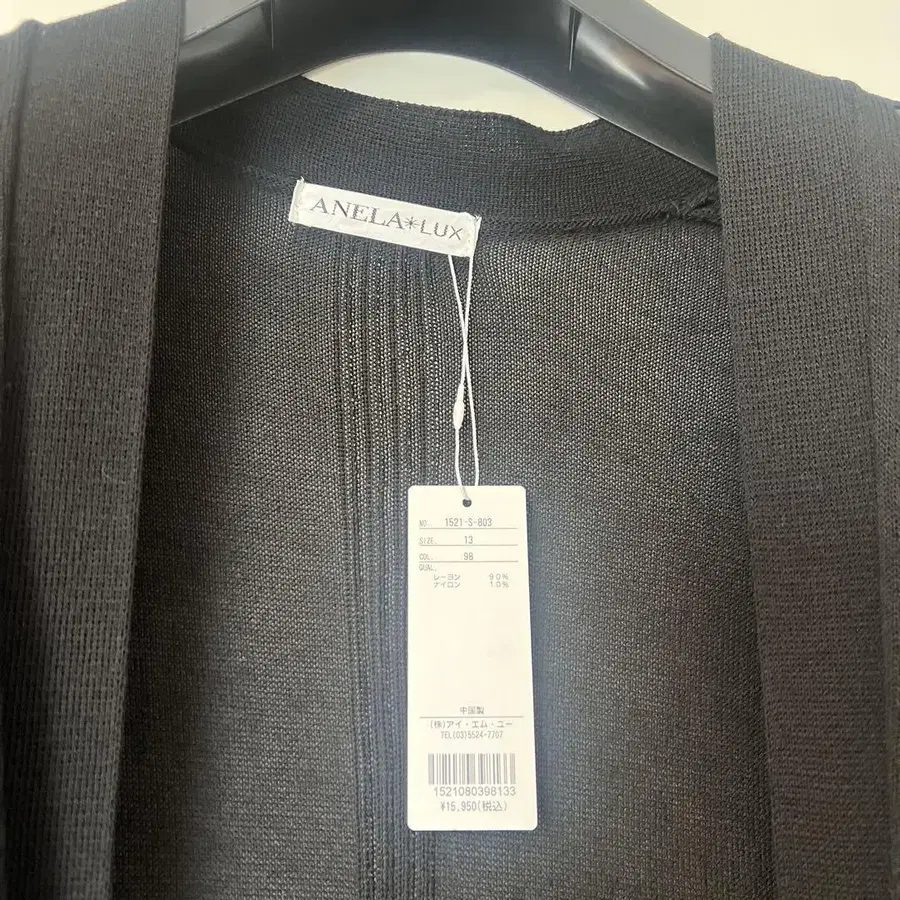 ANELA*LUX
NO. 1521-S-803
SIZE. 13
COL. 98
QUAL.
レーヨン 90%
ナイロン 10%
中国製
(株)アイ・エム・ユー
TEL(03)5524-7707
1521080398133
¥15,950(税込)